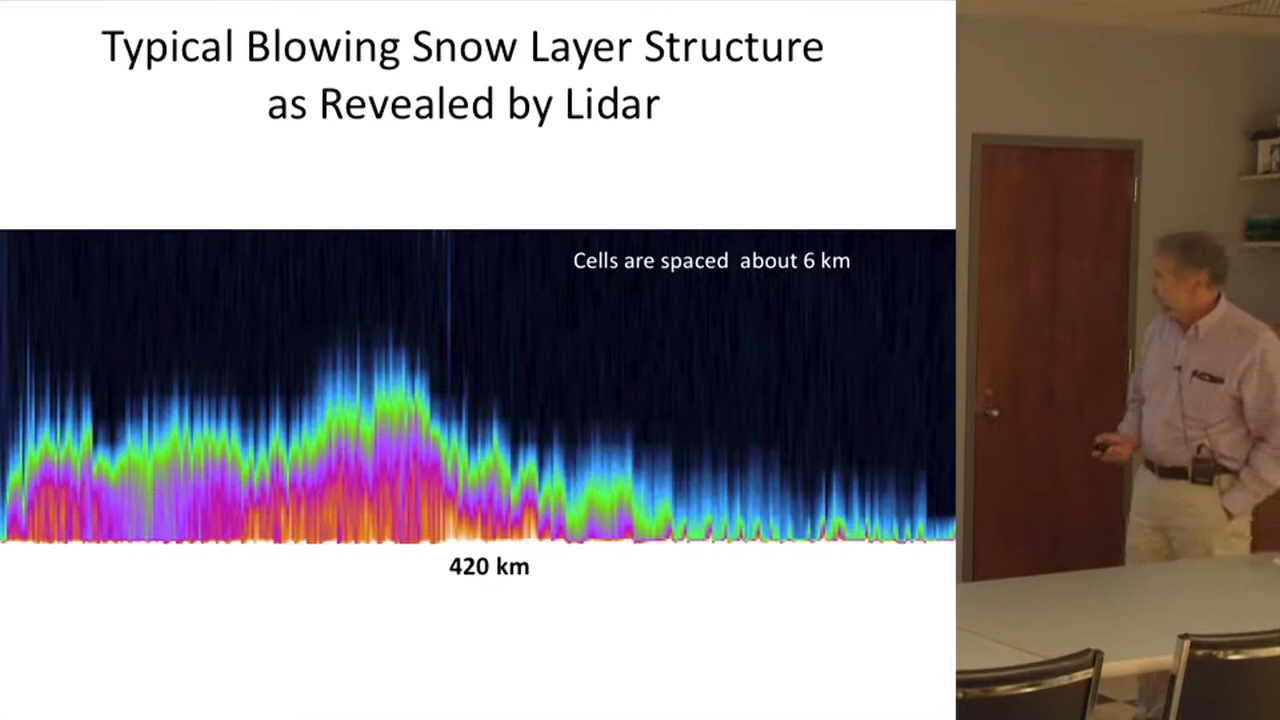 Typical Blowing Snow Layer Structure
as Revealed by Lidar
Cells are spaced about 6 km
420 km